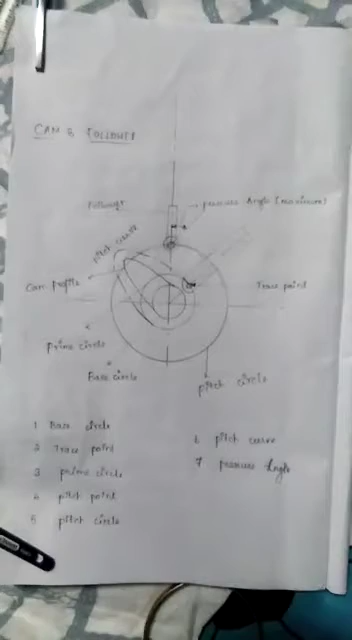 CAM & FOLLOWER
Follower
pressure Angle (maximum)
pitch curve
Cam profile
Trace point
Prime circle
Base circle
pitch circle
1 Base circle
2 Trace point
3 prime circle
4 pitch point
5 pitch circle
6 pitch curve
7 pressure Angle